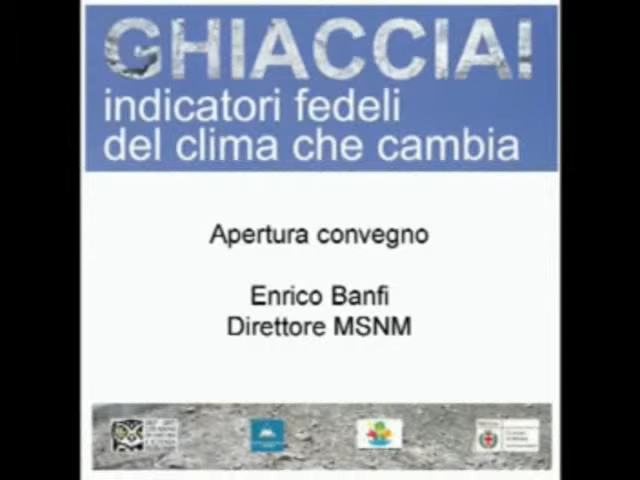 GHIACCIAI
indicatori fedeli
del clima che cambia
Apertura convegno
Enrico Banfi
Direttore MSNM